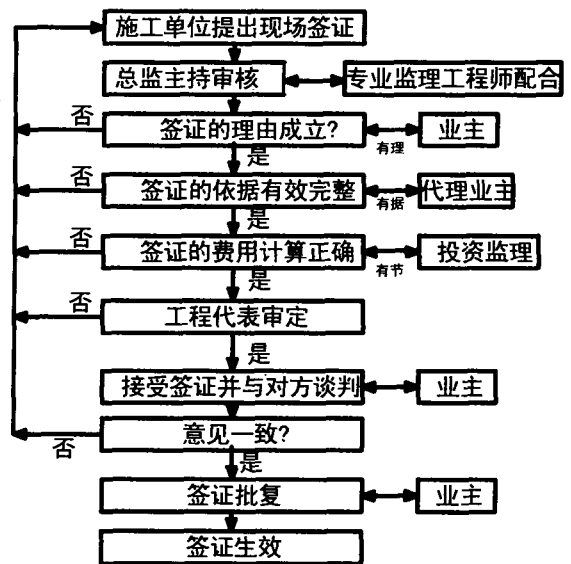 施工单位提出现场签证
总监主持审核
专业监理工程师配合
否
签证的理由成立?
有理
业主
是
否
签证的依据有效完整
有据
代理业主
是
否
签证的费用计算正确
有节
投资监理
是
否
工程代表审定
是
接受签证并与对方谈判
业主
否
意见一致?
是
签证批复
业主
签证生效